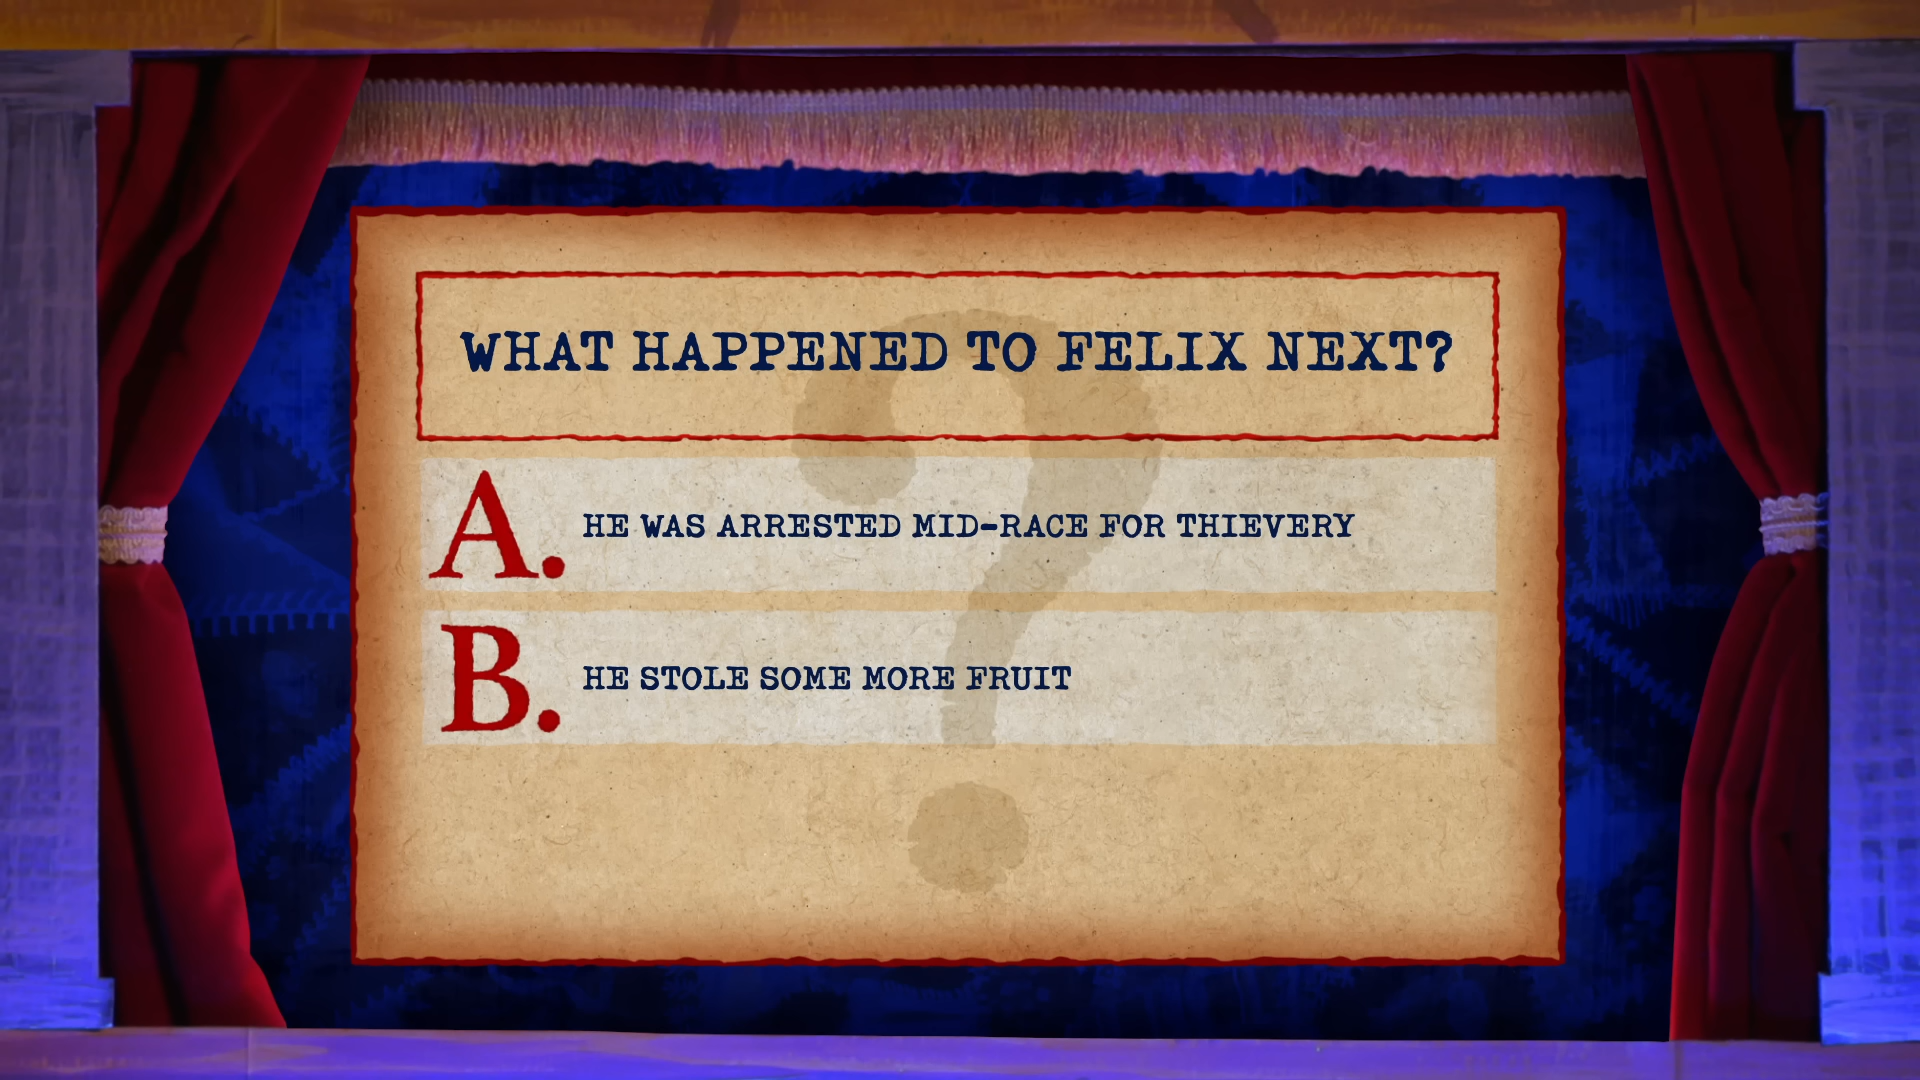 WHAT HAPPENED TO FELIX NEXT?
A. HE WAS ARRESTED MID-RACE FOR THIEVERY
B. HE STOLE SOME MORE FRUIT